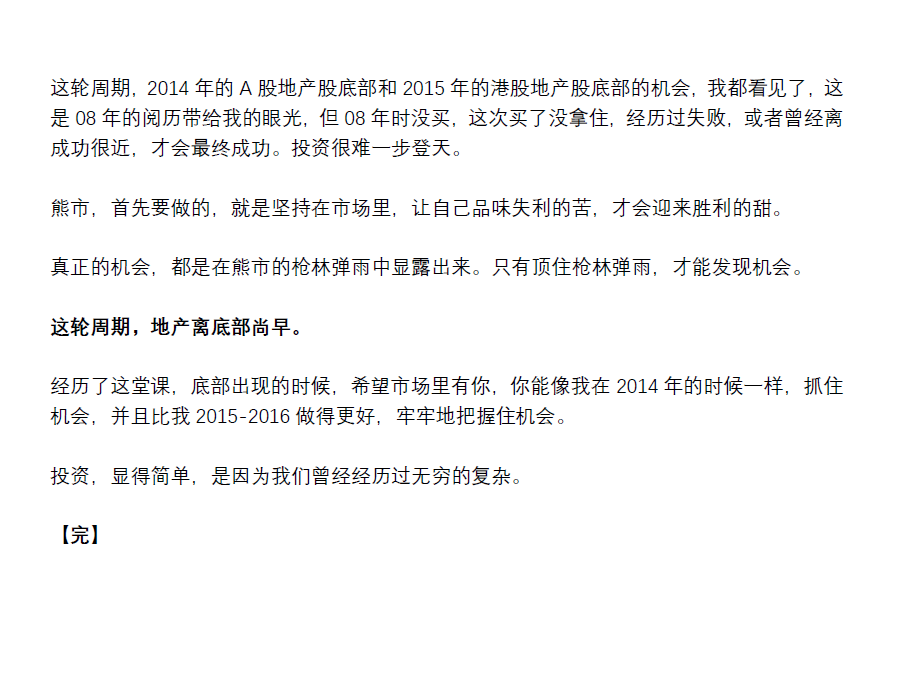 这轮周期，2014 年的 A 股地产股底部和 2015 年的港股地产股底部的机会，我都看见了，这
是 08 年的阅历带给我的眼光，但 08 年时没买，这次买了没拿住，经历过失败，或者曾经离
成功很近，才会最终成功。投资很难一步登天。
熊市，首先要做的，就是坚持在市场里，让自己品味失利的苦，才会迎来胜利的甜。
真正的机会，都是在熊市的枪林弹雨中显露出来。只有顶住枪林弹雨，才能发现机会。
这轮周期，地产离底部尚早。
经历了这堂课，底部出现的时候，希望市场里有你，你能像我在 2014 年的时候一样，抓住
机会，并且比我 2015-2016 做得更好，牢牢地把握住机会。
投资，显得简单，是因为我们曾经经历过无穷的复杂。
【完】